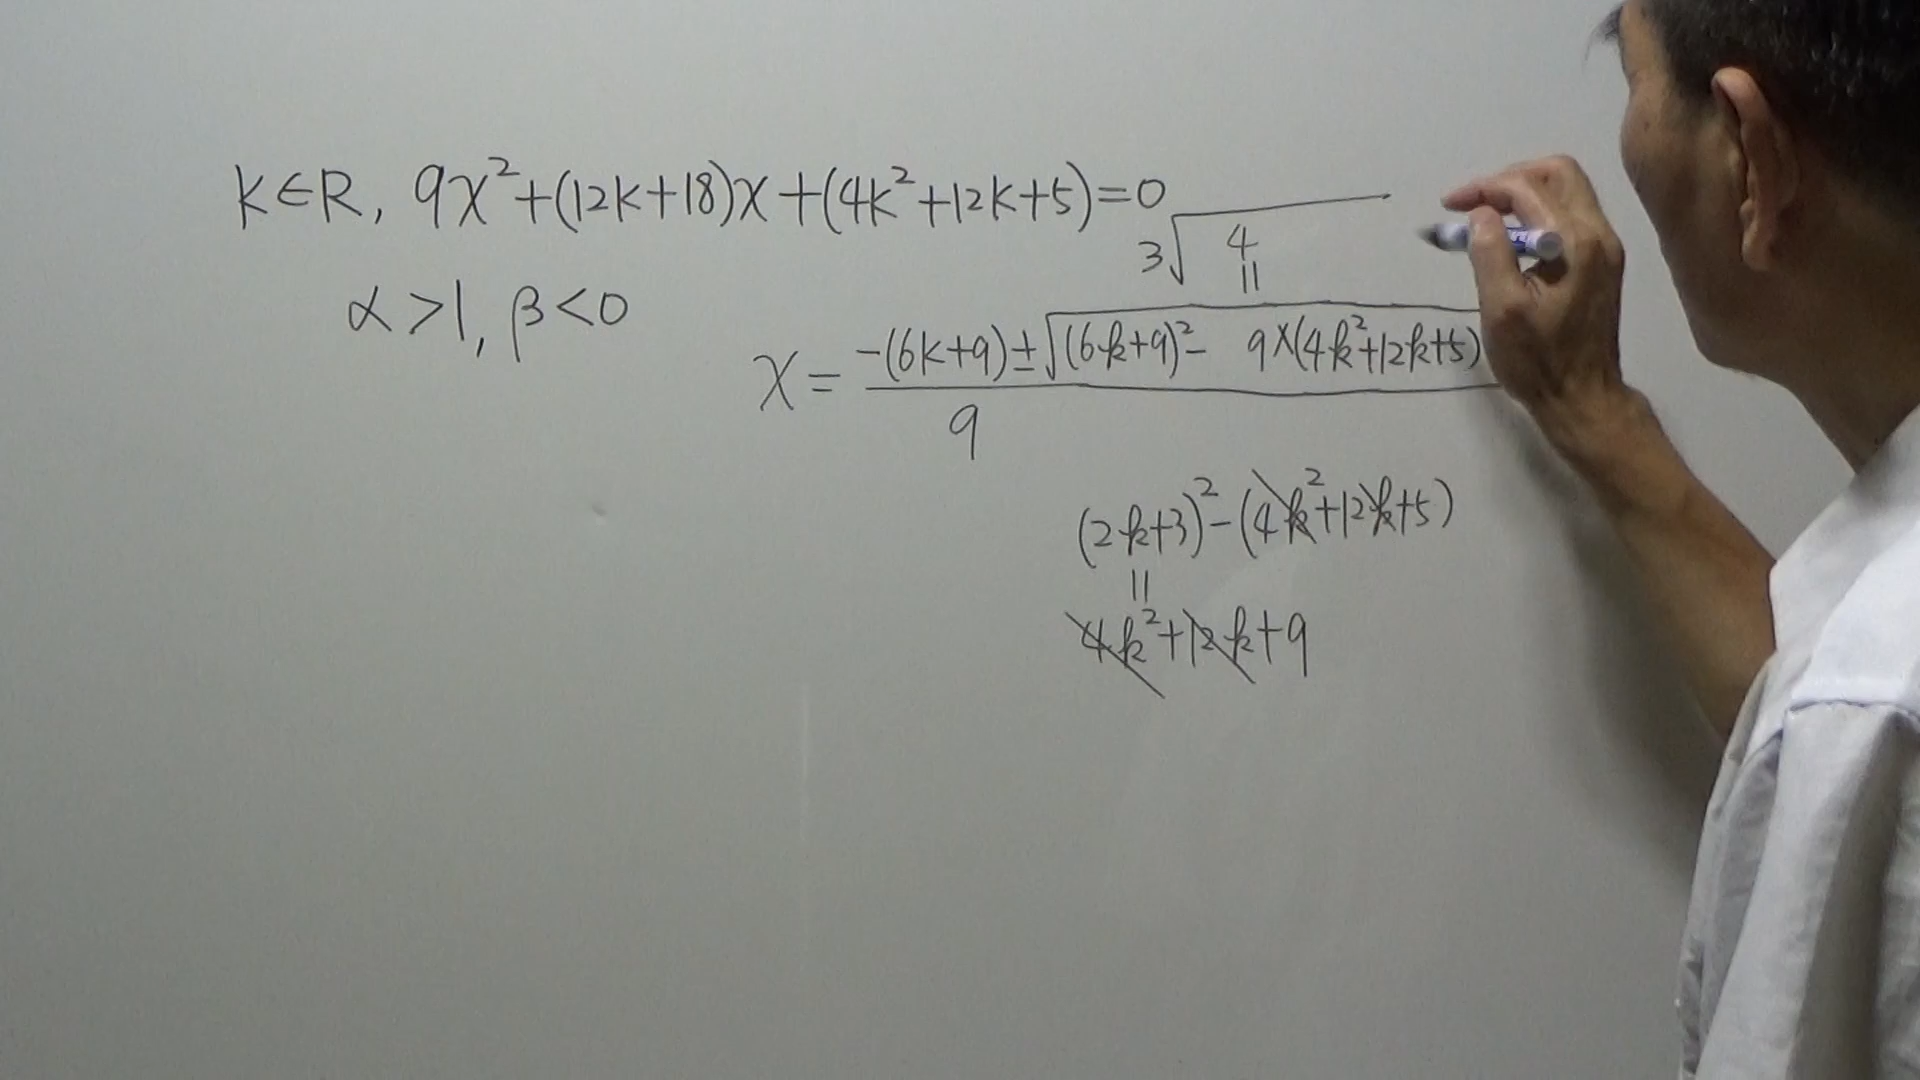 k∈R, 9x²+(12k+18)x+(4k²+12k+5)=0
α>1, β<0
3√4
||
x = (-(6k+9)±√((6k+9)²- 9×(4k²+12k+5)))/9
(2k+3)²-(4k²+12k+5)
||
4k²+12k+9